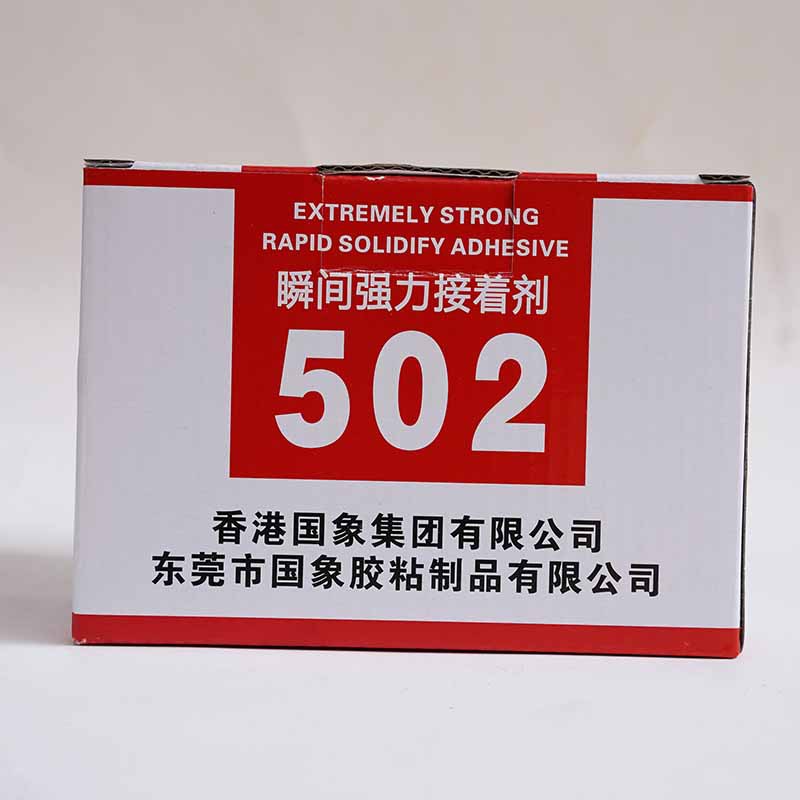 EXTREMELY STRONG
RAPID SOLIDIFY ADHESIVE
瞬间强力接着剂
502
香港国象集团有限公司
东莞市国象胶粘制品有限公司